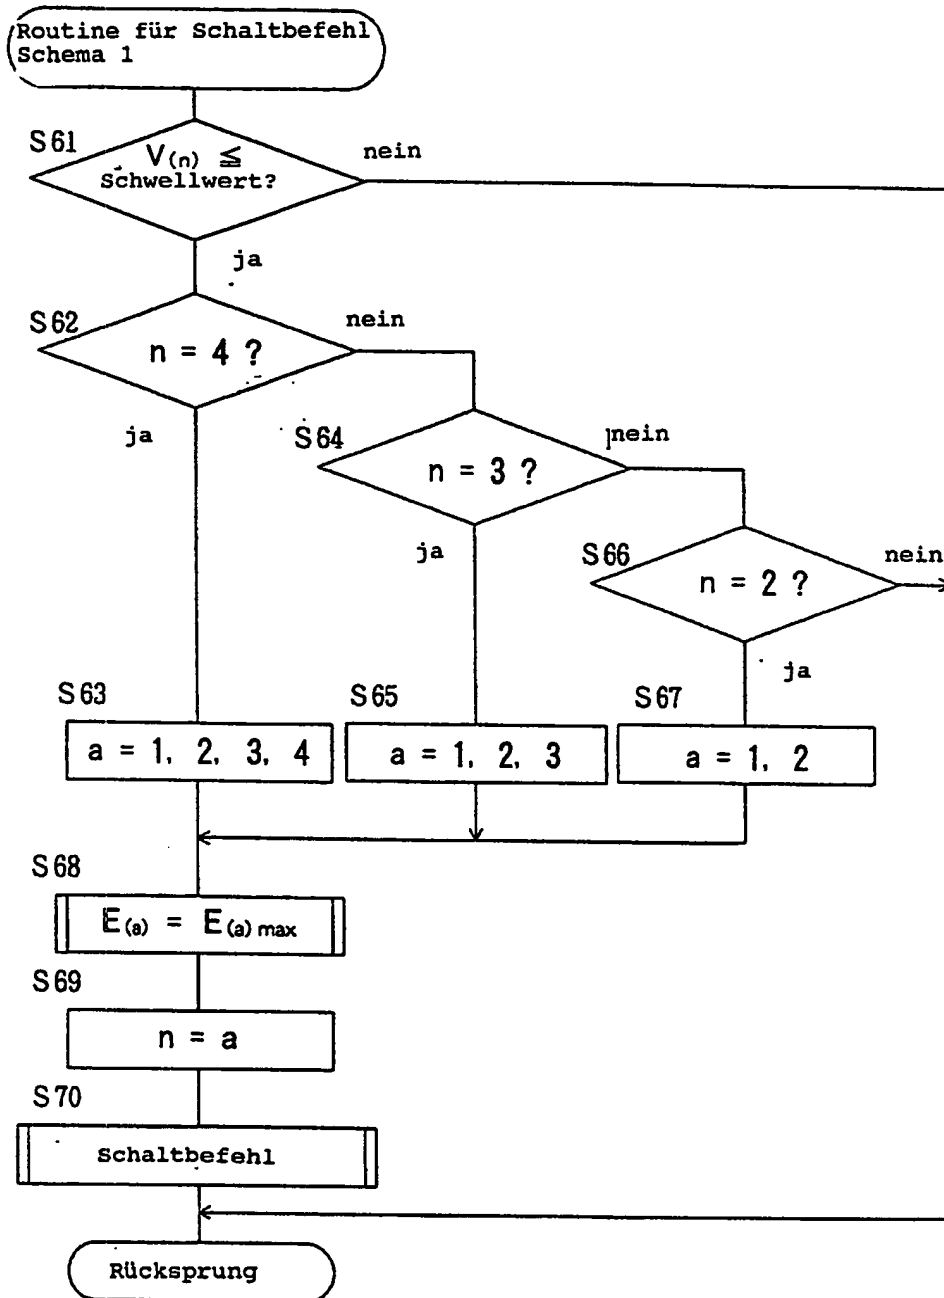 Routine für Schaltbefehl
Schema 1
S61
V(n) ≦
Schwellwert?
nein
ja
S62
n = 4 ?
nein
ja
S64
n = 3 ?
nein
ja
S66
n = 2 ?
nein
ja
S63
a = 1, 2, 3, 4
S65
a = 1, 2, 3
S67
a = 1, 2
S68
E(a) = E(a) max
S69
n = a
S70
Schaltbefehl
Rücksprung